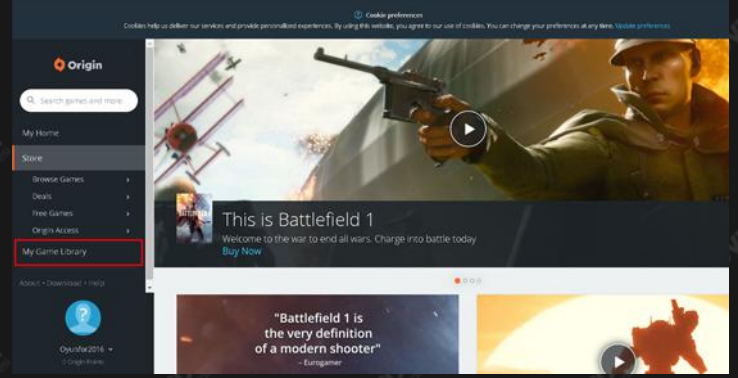 Cookie preferences
Cookies help us deliver our services and provide personalized experiences. By using this website, you agree to our use of cookies. You can change your preferences at any time. Update preferences
Origin
Search games and more
My Home
Store
Browse Games
Deals
Free Games
Origin Access
My Game Library
About • Download • Help
Oyunfor2016
0 Origin Points
This is Battlefield 1
Welcome to the war to end all wars. Charge into battle today
Buy Now
"Battlefield 1 is
the very definition
of a modern shooter"
- Eurogamer